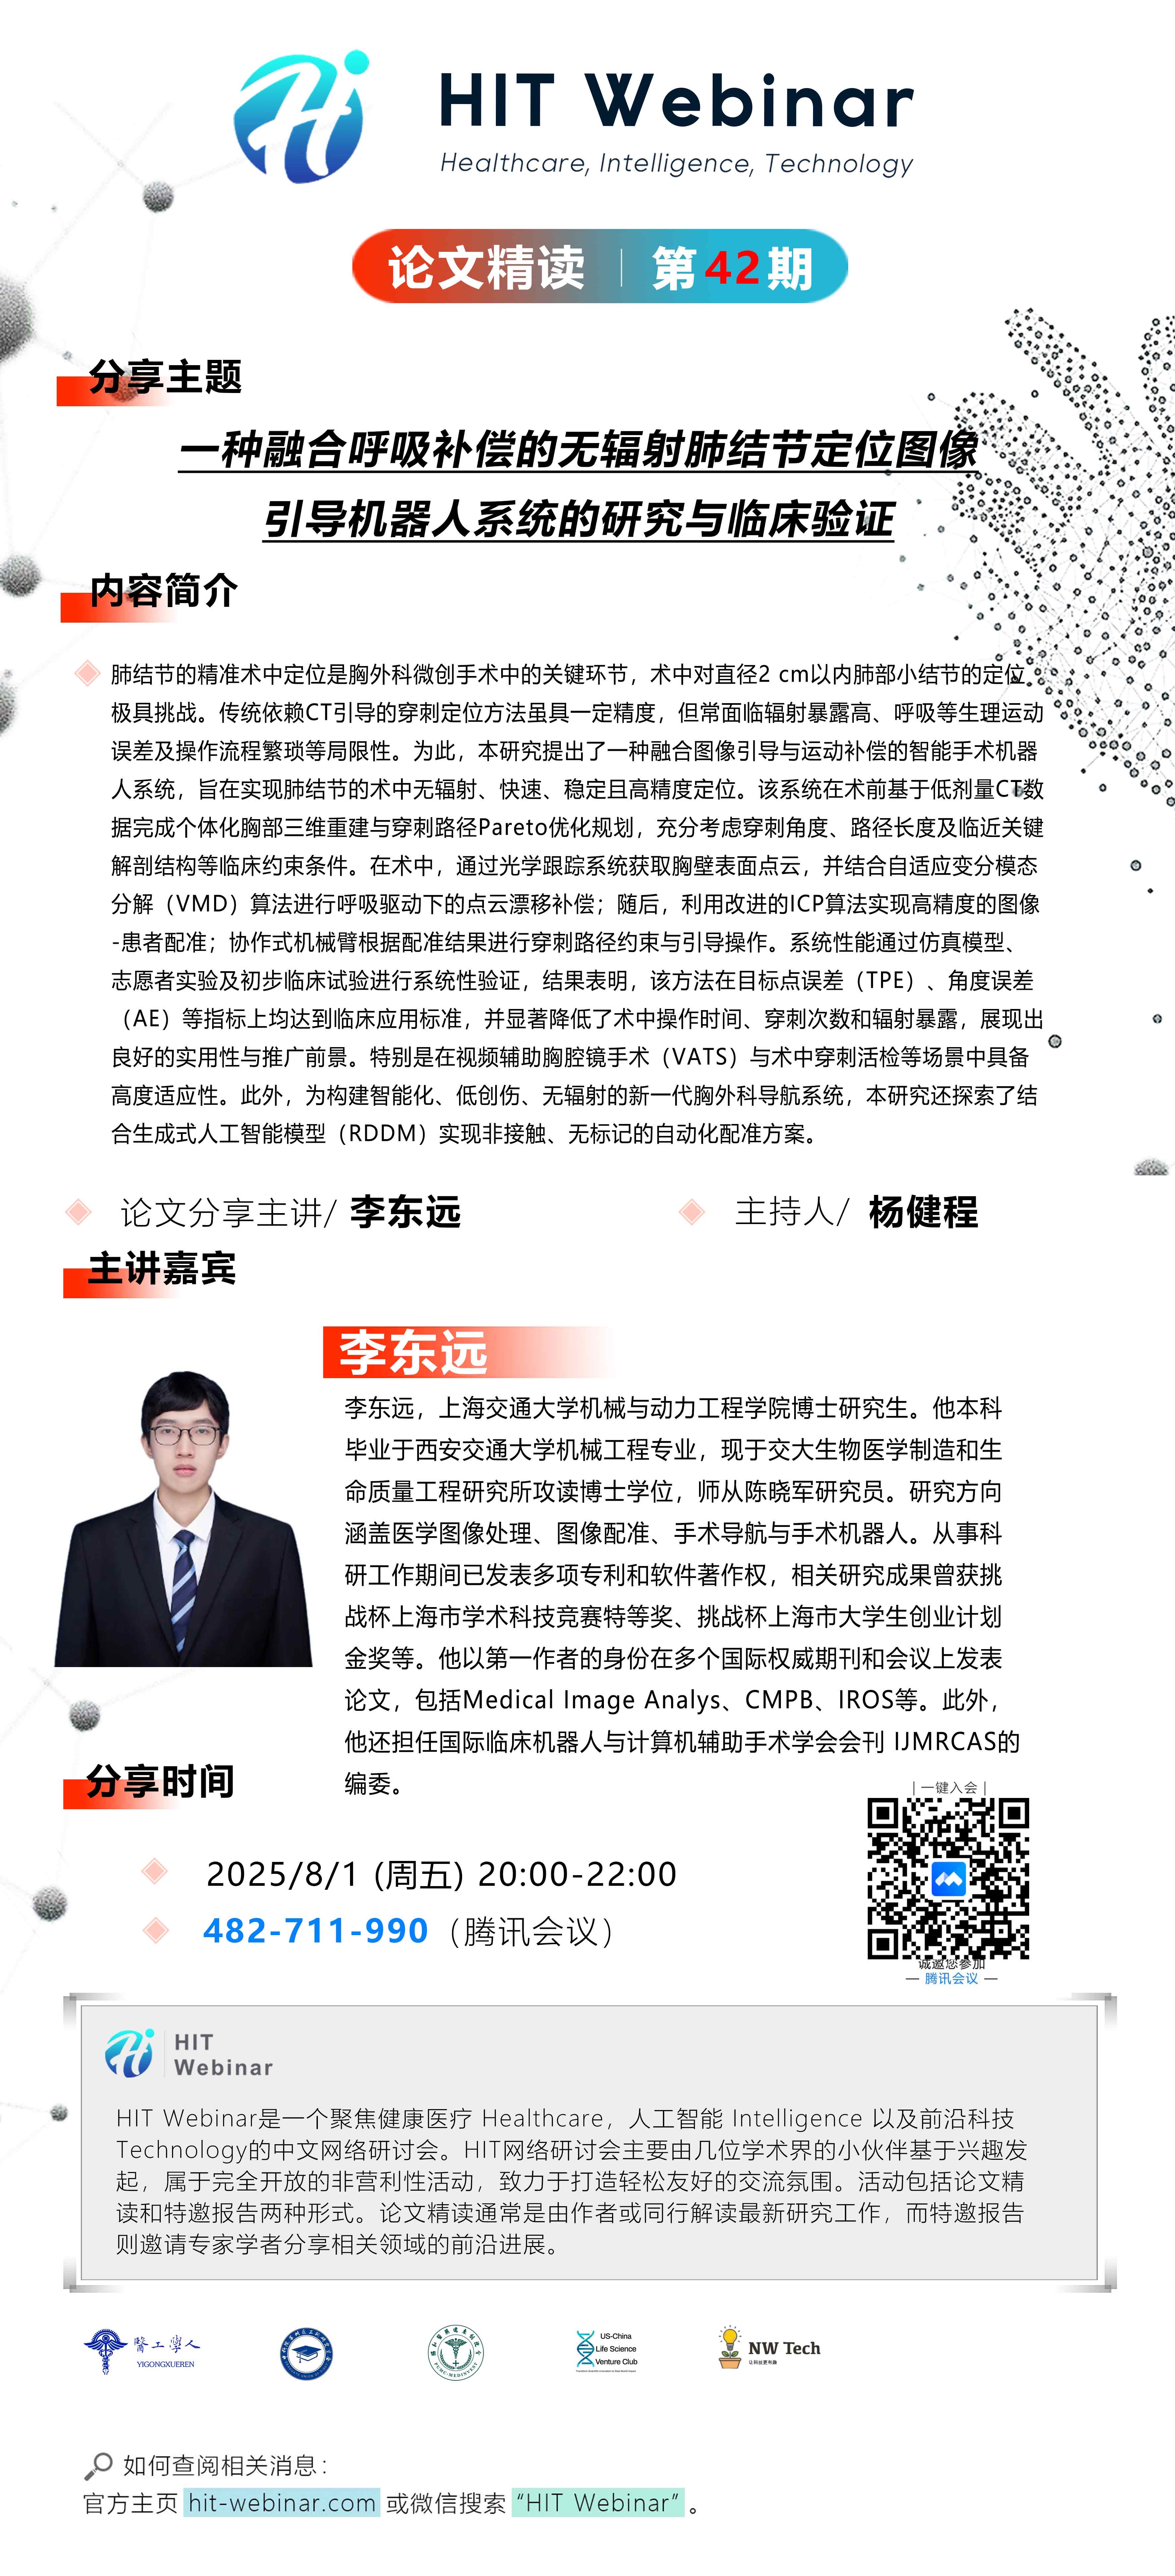 HIT Webinar
Healthcare, Intelligence, Technology
论文精读 | 第42期
分享主题
一种融合呼吸补偿的无辐射肺结节定位图像
引导机器人系统的研究与临床验证
内容简介
肺结节的精准术中定位是胸外科微创手术中的关键环节，术中对直径2 cm以内肺部小结节的定位
极具挑战。传统依赖CT引导的穿刺定位方法虽具一定精度，但常面临辐射暴露高、呼吸等生理运动
误差及操作流程繁琐等局限性。为此，本研究提出了一种融合图像引导与运动补偿的智能手术机器
人系统，旨在实现肺结节的术中无辐射、快速、稳定且高精度定位。该系统在术前基于低剂量CT数
据完成个体化胸部三维重建与穿刺路径Pareto优化规划，充分考虑穿刺角度、路径长度及临近关键
解剖结构等临床约束条件。在术中，通过光学跟踪系统获取胸壁表面点云，并结合自适应变分模态
分解（VMD）算法进行呼吸驱动下的点云漂移补偿；随后，利用改进的ICP算法实现高精度的图像
-患者配准；协作式机械臂根据配准结果进行穿刺路径约束与引导操作。系统性能通过仿真模型、
志愿者实验及初步临床试验进行系统性验证，结果表明，该方法在目标点误差（TPE）、角度误差
（AE）等指标上均达到临床应用标准，并显著降低了术中操作时间、穿刺次数和辐射暴露，展现出
良好的实用性与推广前景。特别是在视频辅助胸腔镜手术（VATS）与术中穿刺活检等场景中具备
高度适应性。此外，为构建智能化、低创伤、无辐射的新一代胸外科导航系统，本研究还探索了结
合生成式人工智能模型（RDDM）实现非接触、无标记的自动化配准方案。
论文分享主讲/ 李东远
主持人/ 杨健程
主讲嘉宾
李东远
李东远，上海交通大学机械与动力工程学院博士研究生。他本科
毕业于西安交通大学机械工程专业，现于交大生物医学制造和生
命质量工程研究所攻读博士学位，师从陈晓军研究员。研究方向
涵盖医学图像处理、图像配准、手术导航与手术机器人。从事科
研工作期间已发表多项专利和软件著作权，相关研究成果曾获挑
战杯上海市学术科技竞赛特等奖、挑战杯上海市大学生创业计划
金奖等。他以第一作者的身份在多个国际权威期刊和会议上发表
论文，包括Medical Image Analys、CMPB、IROS等。此外，
他还担任国际临床机器人与计算机辅助手术学会会刊 IJMRCAS的
编委。
分享时间
2025/8/1 (周五) 20:00-22:00
482-711-990（腾讯会议）
| 一键入会 |
诚邀您参加
— 腾讯会议 —
HIT
Webinar
HIT Webinar是一个聚焦健康医疗 Healthcare，人工智能 Intelligence 以及前沿科技
Technology的中文网络研讨会。HIT网络研讨会主要由几位学术界的小伙伴基于兴趣发
起，属于完全开放的非营利性活动，致力于打造轻松友好的交流氛围。活动包括论文精
读和特邀报告两种形式。论文精读通常是由作者或同行解读最新研究工作，而特邀报告
则邀请专家学者分享相关领域的前沿进展。
醫工學人
YIGONGXUEREN
US-China
Life Science
Venture Club
NW Tech
如何查阅相关消息：
官方主页 hit-webinar.com 或微信搜索 “HIT Webinar” 。